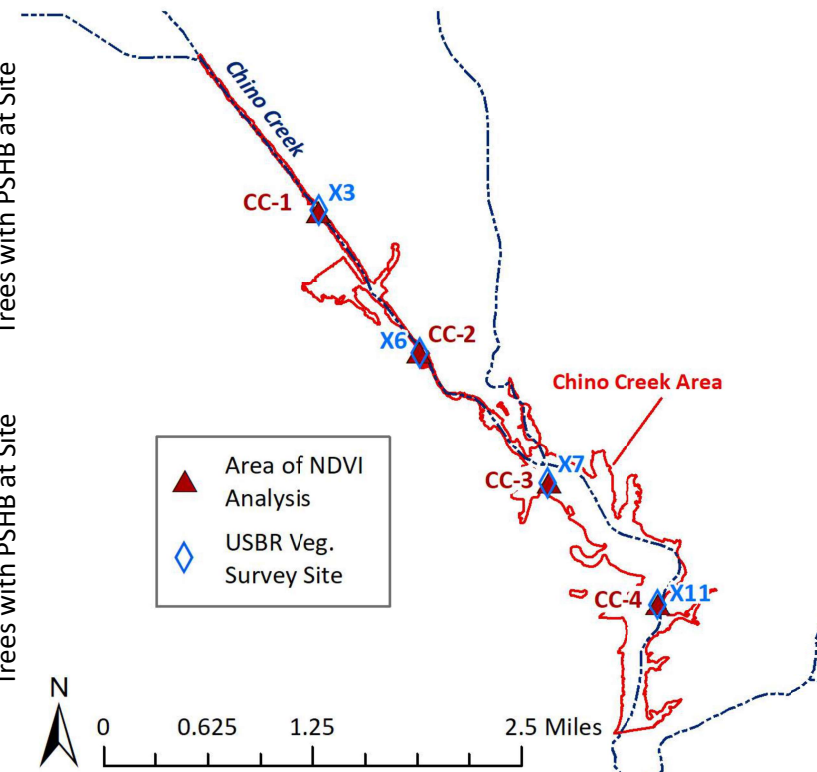 Trees with PSHB at Site
Trees with PSHB at Site
Chino Creek
X3
CC-1
CC-2
X6
Chino Creek Area
X7
CC-3
Area of NDVI
Analysis
USBR Veg.
Survey Site
X11
CC-4
N
0 0.625 1.25 2.5 Miles